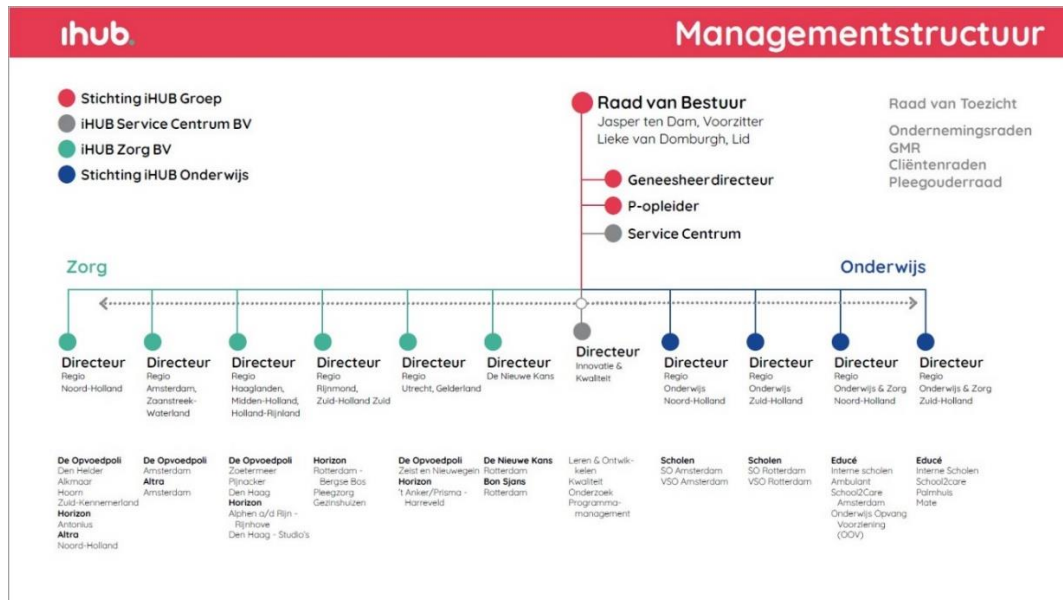 ihub.
Managementstructuur
Stichting iHUB Groep
iHUB Service Centrum BV
iHUB Zorg BV
Stichting iHUB Onderwijs
Raad van Bestuur
Jasper ten Dam, Voorzitter
Lieke van Domburgh, Lid
Geneesheerdirecteur
P-opleider
Service Centrum
Raad van Toezicht
Ondernemingsraden
GMR
Cliëntenraden
Pleegouderraad
Zorg
Onderwijs
Directeur
Regio
Noord-Holland
Directeur
Regio
Amsterdam,
Zaanstreek-
Waterland
Directeur
Regio
Haaglanden,
Midden-Holland,
Holland-Rijnland
Directeur
Regio
Rijnmond,
Zuid-Holland Zuid
Directeur
Regio
Utrecht, Gelderland
Directeur
De Nieuwe Kans
Directeur
Innovatie &
Kwaliteit
Directeur
Regio
Onderwijs
Noord-Holland
Directeur
Regio
Onderwijs
Zuid-Holland
Directeur
Regio
Onderwijs & Zorg
Noord-Holland
Directeur
Regio
Onderwijs & Zorg
Zuid-Holland
De Opvoedpoli
Den Helder
Alkmaar
Hoorn
Zuid-Kennemerland
Horizon
Antonius
Altra
Noord-Holland
De Opvoedpoli
Amsterdam
Altra
Amsterdam
De Opvoedpoli
Zoetermeer
Pijnacker
Den Haag
Horizon
Alphen a/d Rijn -
Rijnhove
Den Haag - Studio's
Horizon
Rotterdam -
Bergse Bos
Pleegzorg
Gezinshuizen
De Opvoedpoli
Zeist en Nieuwegein
Horizon
't Anker/Prisma -
Harreveld
De Nieuwe Kans
Rotterdam
Bon Sjans
Rotterdam
Leren & Ontwik-
kelen
Kwaliteit
Onderzoek
Programma-
management
Scholen
SO Amsterdam
VSO Amsterdam
Scholen
SO Rotterdam
VSO Rotterdam
Educé
Interne scholen
Ambulant
School2Care
Amsterdam
Onderwijs Opvang
Voorziening
(OOV)
Educé
Interne Scholen
School2care
Palmhuis
Mate